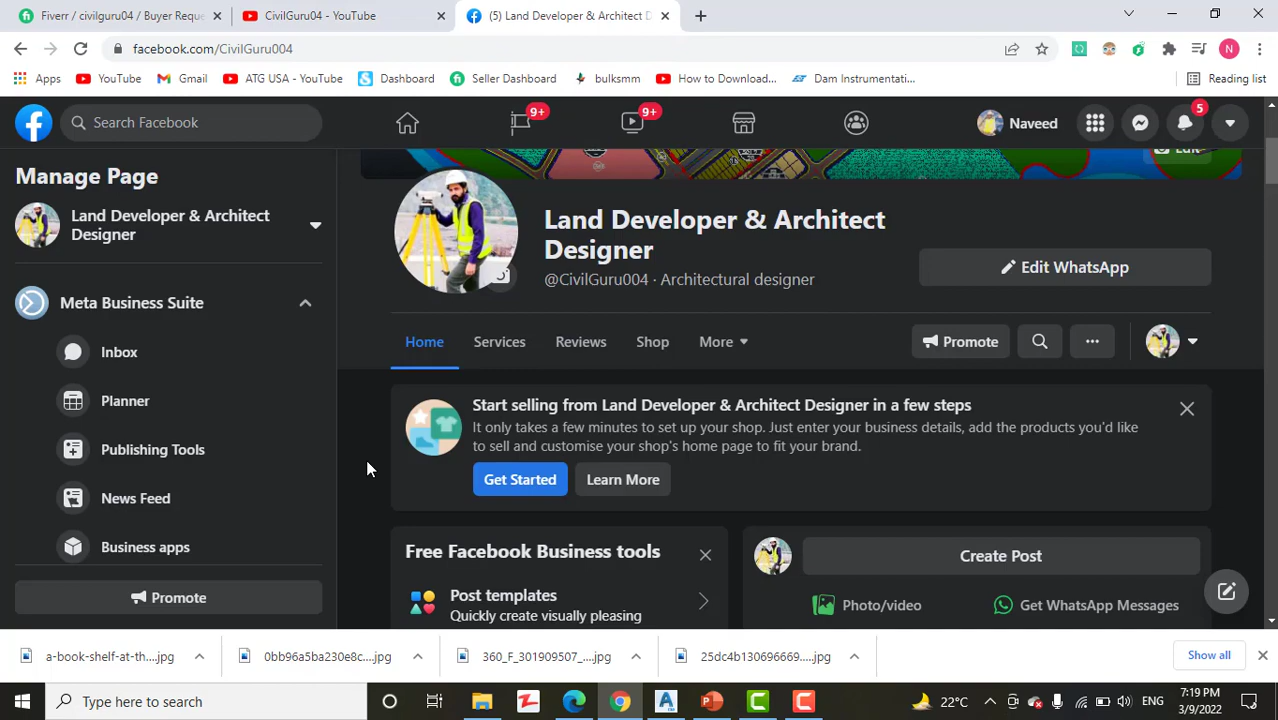 Fiverr / civilguru04 / Buyer Reque
CivilGuru04 - YouTube
(5) Land Developer & Architect D
facebook.com/CivilGuru004
N
Apps
YouTube
Gmail
ATG USA - YouTube
Dashboard
Seller Dashboard
bulksmm
How to Download...
Dam Instrumentati...
Reading list
Search Facebook
9+
9+
Naveed
5
Manage Page
Land Developer & Architect
Designer
Meta Business Suite
Inbox
Planner
Publishing Tools
News Feed
Business apps
Promote
Edit
Land Developer & Architect
Designer
@CivilGuru004 · Architectural designer
Edit WhatsApp
Home
Services
Reviews
Shop
More
Promote
Start selling from Land Developer & Architect Designer in a few steps
It only takes a few minutes to set up your shop. Just enter your business details, add the products you'd like
to sell and customise your shop's home page to fit your brand.
Get Started
Learn More
Free Facebook Business tools
Post templates
Quickly create visually pleasing
Create Post
Photo/video
Get WhatsApp Messages
a-book-shelf-at-th....jpg
0bb96a5ba230e8c....jpg
360_F_301909507_....jpg
25dc4b130696669....jpg
Show all
Type here to search
22°C
ENG
7:19 PM
3/9/2022